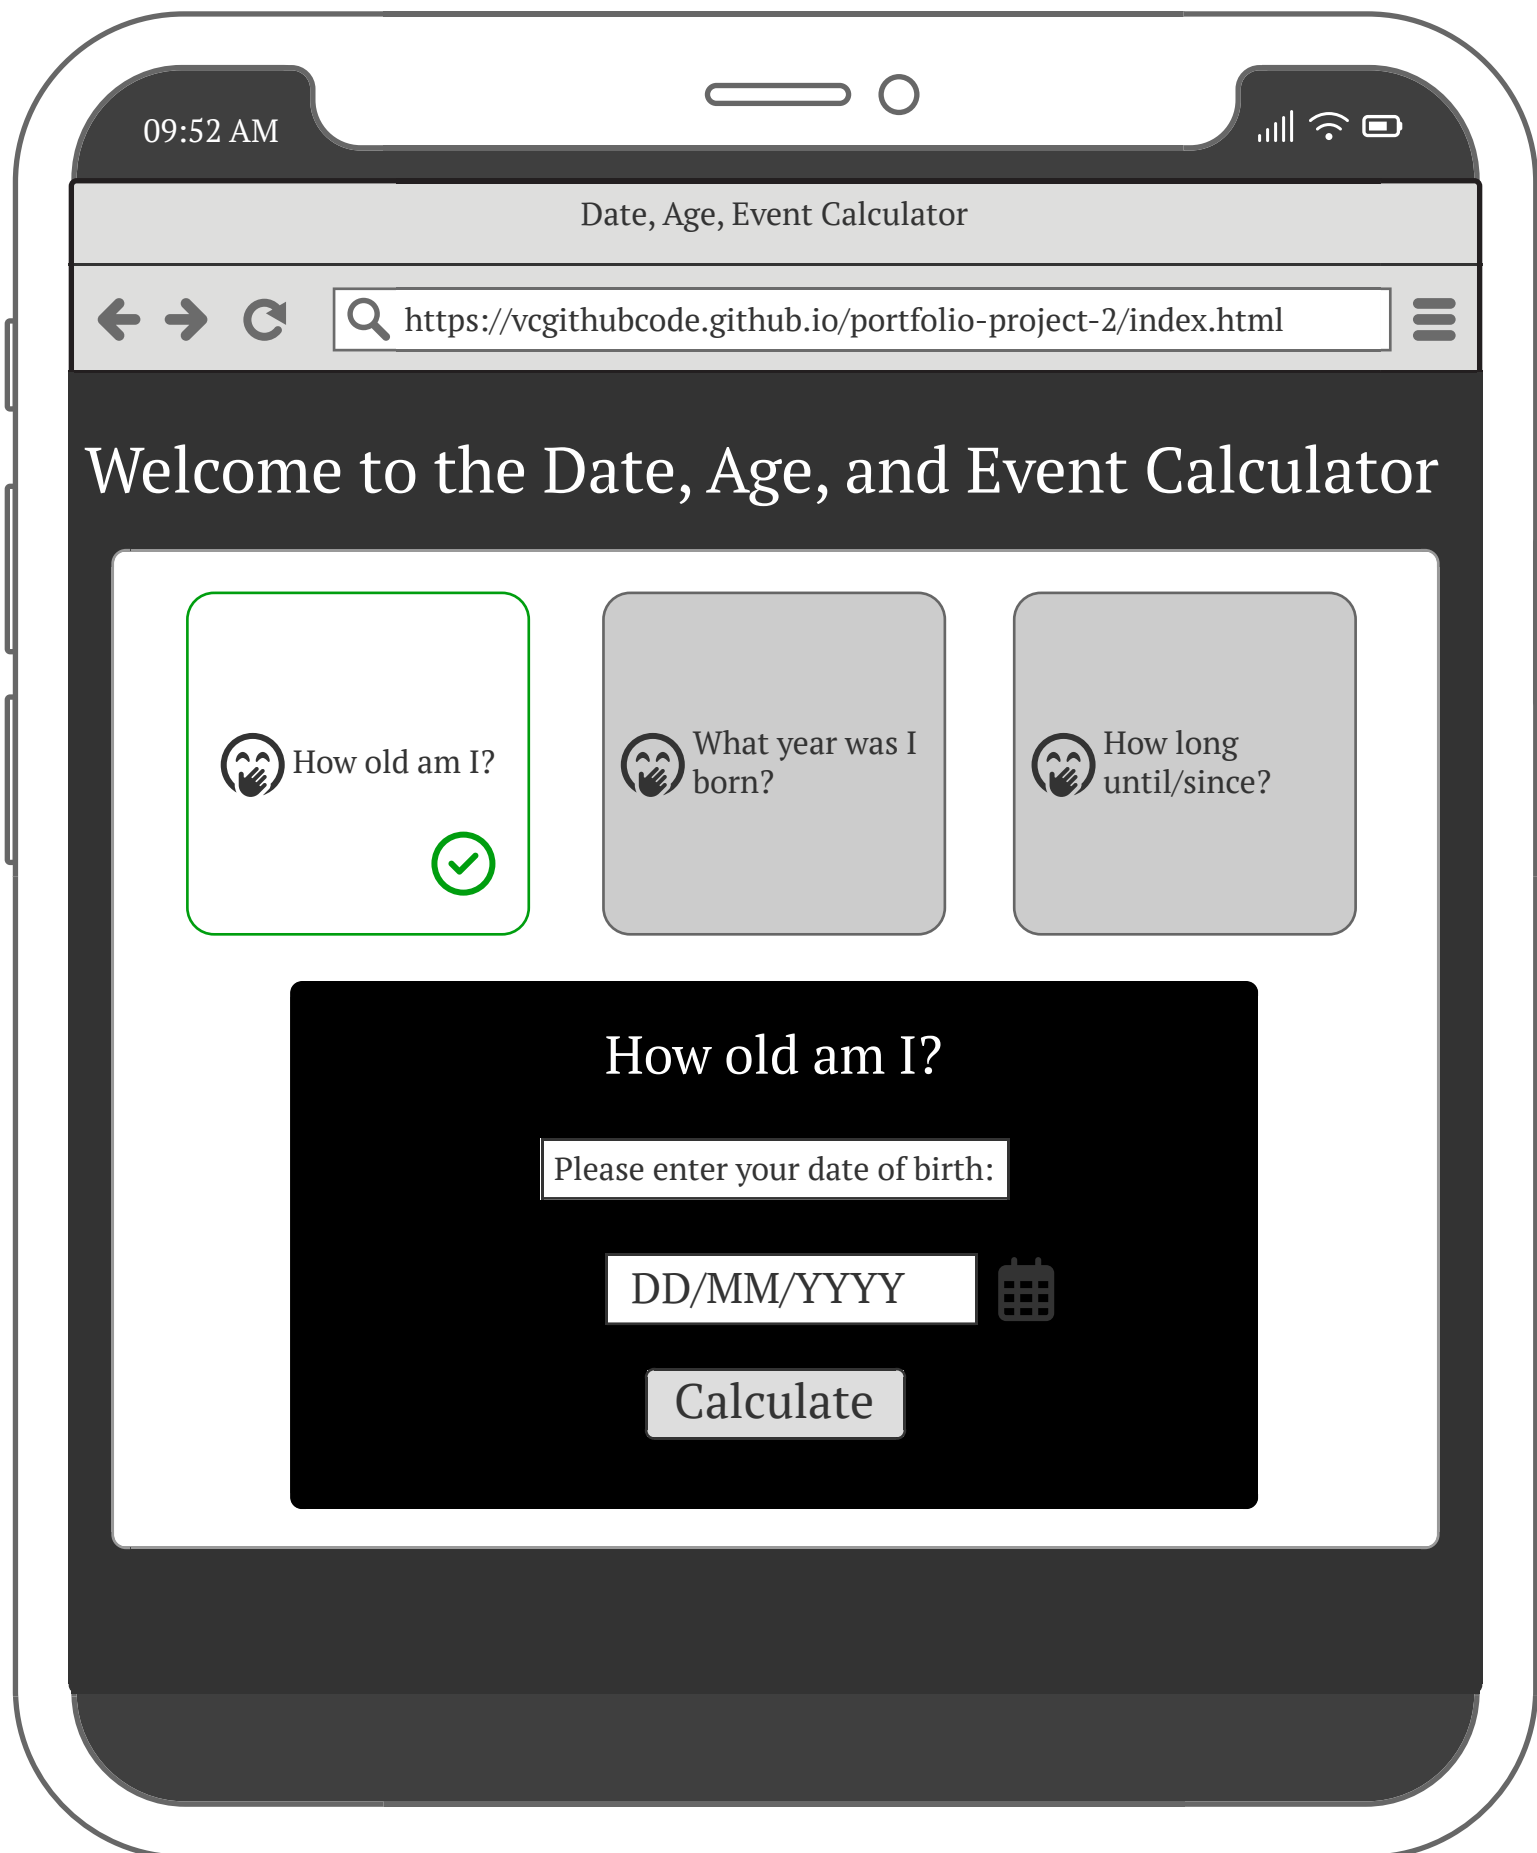 09:52 AM
Date, Age, Event Calculator
https://vcgithubcode.github.io/portfolio-project-2/index.html
Welcome to the Date, Age, and Event Calculator
How old am I?
What year was I
born?
How long
until/since?
How old am I?
Please enter your date of birth:
DD/MM/YYYY
Calculate